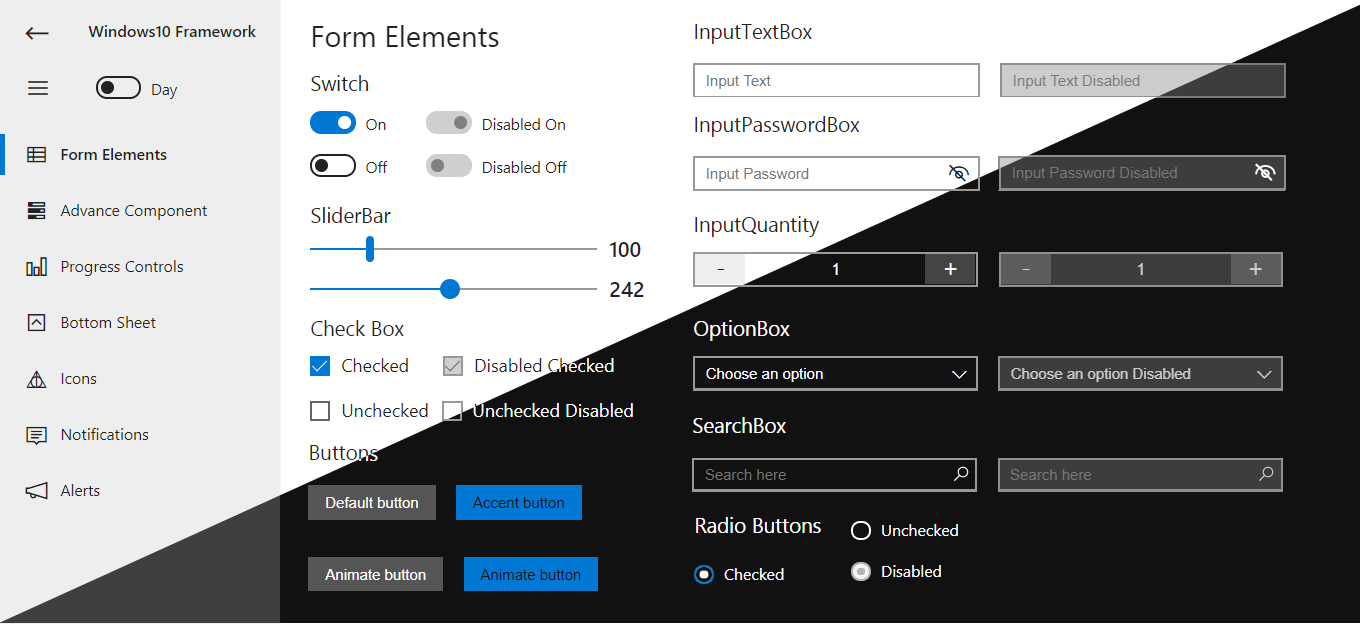 Windows10 Framework
Day
Form Elements
Advance Component
Progress Controls
Bottom Sheet
Icons
Notifications
Alerts
Form Elements
Switch
On
Disabled On
Off
Disabled Off
SliderBar
100
242
Check Box
Checked
Disabled Checked
Unchecked
Unchecked Disabled
Buttons
Default button
Accent button
Animate button
Animate button
InputTextBox
Input Text
Input Text Disabled
InputPasswordBox
Input Password
Input Password Disabled
InputQuantity
- 1 +
- 1 +
OptionBox
Choose an option
Choose an option Disabled
SearchBox
Search here
Search here
Radio Buttons
Unchecked
Checked
Disabled